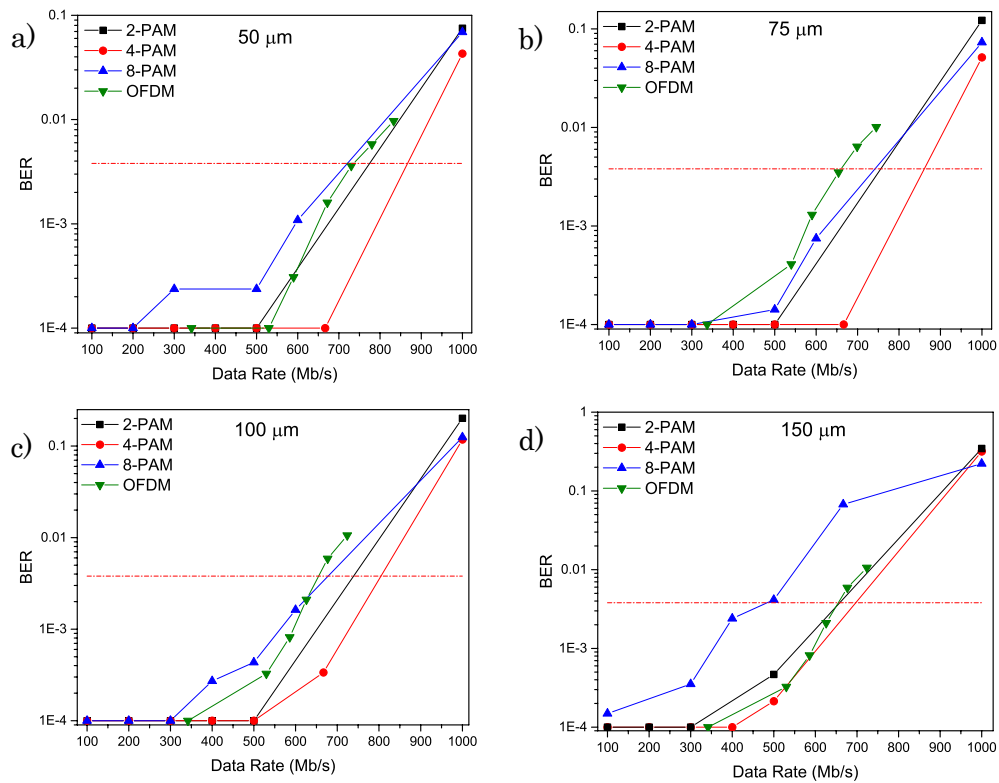 a)
50 µm
2-PAM
4-PAM
8-PAM
OFDM
0.1
0.01
1E-3
1E-4
BER
100 200 300 400 500 600 700 800 900 1000
Data Rate (Mb/s)
b)
75 µm
2-PAM
4-PAM
8-PAM
OFDM
0.1
0.01
1E-3
1E-4
BER
100 200 300 400 500 600 700 800 900 1000
Data Rate (Mb/s)
c)
100 µm
2-PAM
4-PAM
8-PAM
OFDM
0.1
0.01
1E-3
1E-4
BER
100 200 300 400 500 600 700 800 900 1000
Data Rate (Mb/s)
d)
150 µm
2-PAM
4-PAM
8-PAM
OFDM
1
0.1
0.01
1E-3
1E-4
BER
100 200 300 400 500 600 700 800 900 1000
Data Rate (Mb/s)